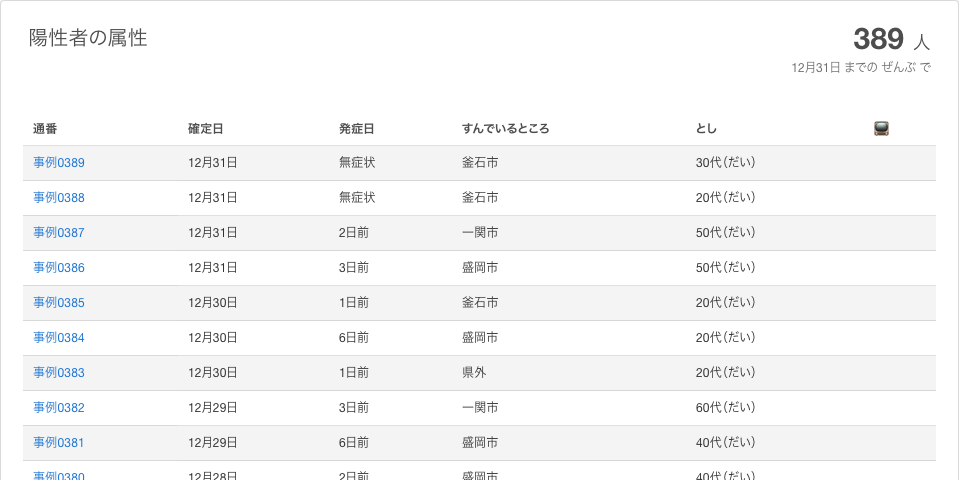 陽性者の属性
389 人
12月31日 までの ぜんぶ で
通番 確定日 発症日 すんでいるところ とし
事例0389 12月31日 無症状 釜石市 30代(だい)
事例0388 12月31日 無症状 釜石市 20代(だい)
事例0387 12月31日 2日前 一関市 50代(だい)
事例0386 12月31日 3日前 盛岡市 50代(だい)
事例0385 12月30日 1日前 釜石市 20代(だい)
事例0384 12月30日 6日前 盛岡市 20代(だい)
事例0383 12月30日 1日前 県外 20代(だい)
事例0382 12月29日 3日前 一関市 60代(だい)
事例0381 12月29日 6日前 盛岡市 40代(だい)
事例0380 12月28日 2日前 盛岡市 40代(だい)